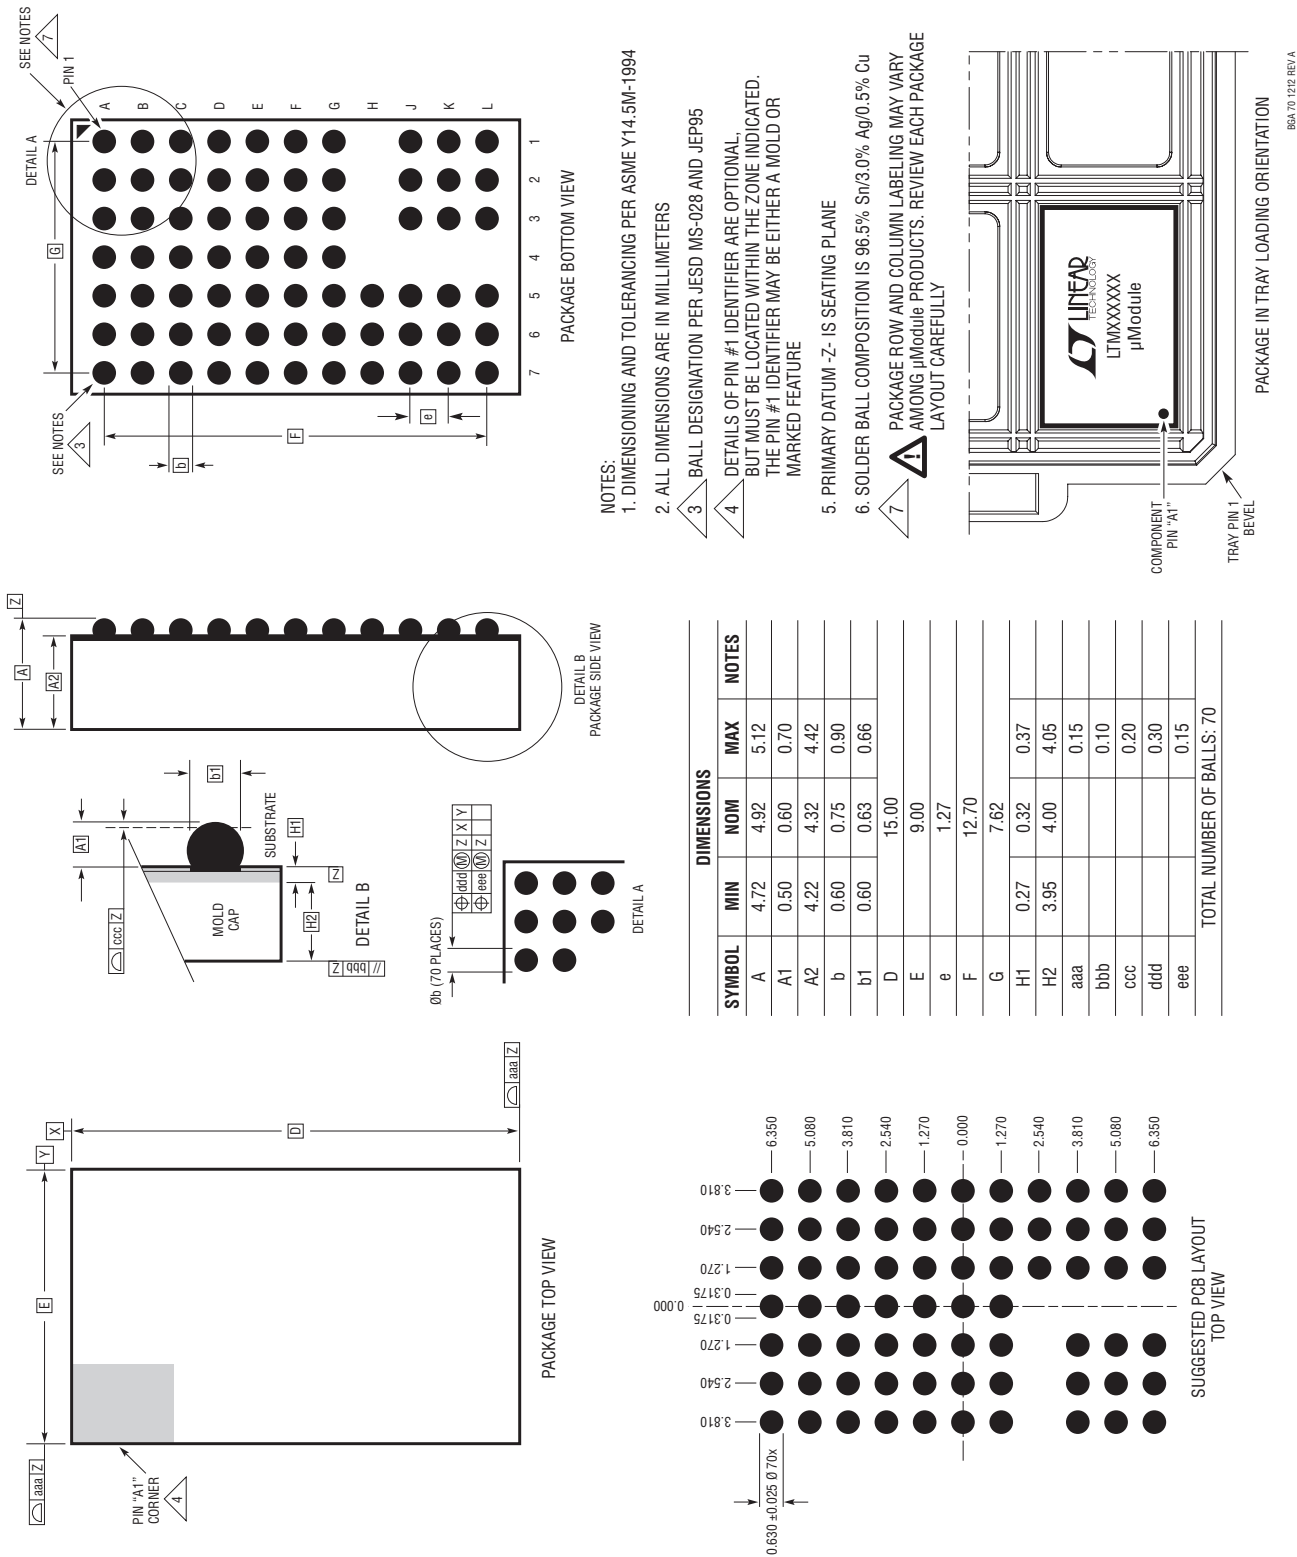 SEE NOTES
7
DETAIL A
PIN 1
G
A
B
C
D
E
F
G
H
J
K
L
1
2
3
4
5
6
7
PACKAGE BOTTOM VIEW
SEE NOTES
3
b
F
e
NOTES:
1. DIMENSIONING AND TOLERANCING PER ASME Y14.5M-1994
2. ALL DIMENSIONS ARE IN MILLIMETERS
3 BALL DESIGNATION PER JESD MS-028 AND JEP95
4 DETAILS OF PIN #1 IDENTIFIER ARE OPTIONAL,
BUT MUST BE LOCATED WITHIN THE ZONE INDICATED.
THE PIN #1 IDENTIFIER MAY BE EITHER A MOLD OR
MARKED FEATURE
5. PRIMARY DATUM -Z- IS SEATING PLANE
6. SOLDER BALL COMPOSITION IS 96.5% Sn/3.0% Ag/0.5% Cu
7 ! PACKAGE ROW AND COLUMN LABELING MAY VARY
AMONG µModule PRODUCTS. REVIEW EACH PACKAGE
LAYOUT CAREFULLY
LINEAR
TECHNOLOGY
LTMXXXXXX
µModule
COMPONENT
PIN “A1”
TRAY PIN 1
BEVEL
PACKAGE IN TRAY LOADING ORIENTATION
BGA 70 1212 REV A
Z
A
A2
DETAIL B
PACKAGE SIDE VIEW
A1
ccc Z
b1
MOLD
CAP
SUBSTRATE
H1
H2
Z
// bbb Z
DETAIL B
Øb (70 PLACES)
ddd M Z X Y
eee M Z
DETAIL A
DIMENSIONS
SYMBOL MIN NOM MAX NOTES
A 4.72 4.92 5.12
A1 0.50 0.60 0.70
A2 4.22 4.32 4.42
b 0.60 0.75 0.90
b1 0.60 0.63 0.66
D 15.00
E 9.00
e 1.27
F 12.70
G 7.62
H1 0.27 0.32 0.37
H2 3.95 4.00 4.05
aaa 0.15
bbb 0.10
ccc 0.20
ddd 0.30
eee 0.15
TOTAL NUMBER OF BALLS: 70
aaa Z
E
Y
X
D
aaa Z
PIN “A1”
CORNER
4
PACKAGE TOP VIEW
3.810
2.540
1.270
0.3175
0.000
0.3175
1.270
2.540
3.810
6.350
5.080
3.810
2.540
1.270
0.000
1.270
2.540
3.810
5.080
6.350
0.630 ±0.025 Ø 70x
SUGGESTED PCB LAYOUT
TOP VIEW